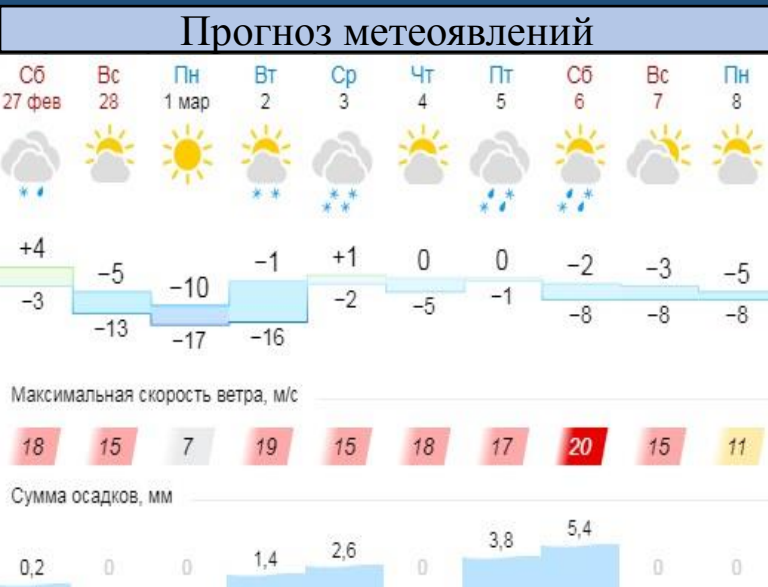 Прогноз метеоявлений
Сб Вс Пн Вт Ср Чт Пт Сб Вс Пн
27 фев 28 1 мар 2 3 4 5 6 7 8
+4 −5 −10 −1 +1 0 0 −2 −3 −5
−3 −13 −17 −16 −2 −5 −1 −8 −8 −8
Максимальная скорость ветра, м/с
18 15 7 19 15 18 17 20 15 11
Сумма осадков, мм
0,2 0 0 1,4 2,6 0 3,8 5,4 0 0